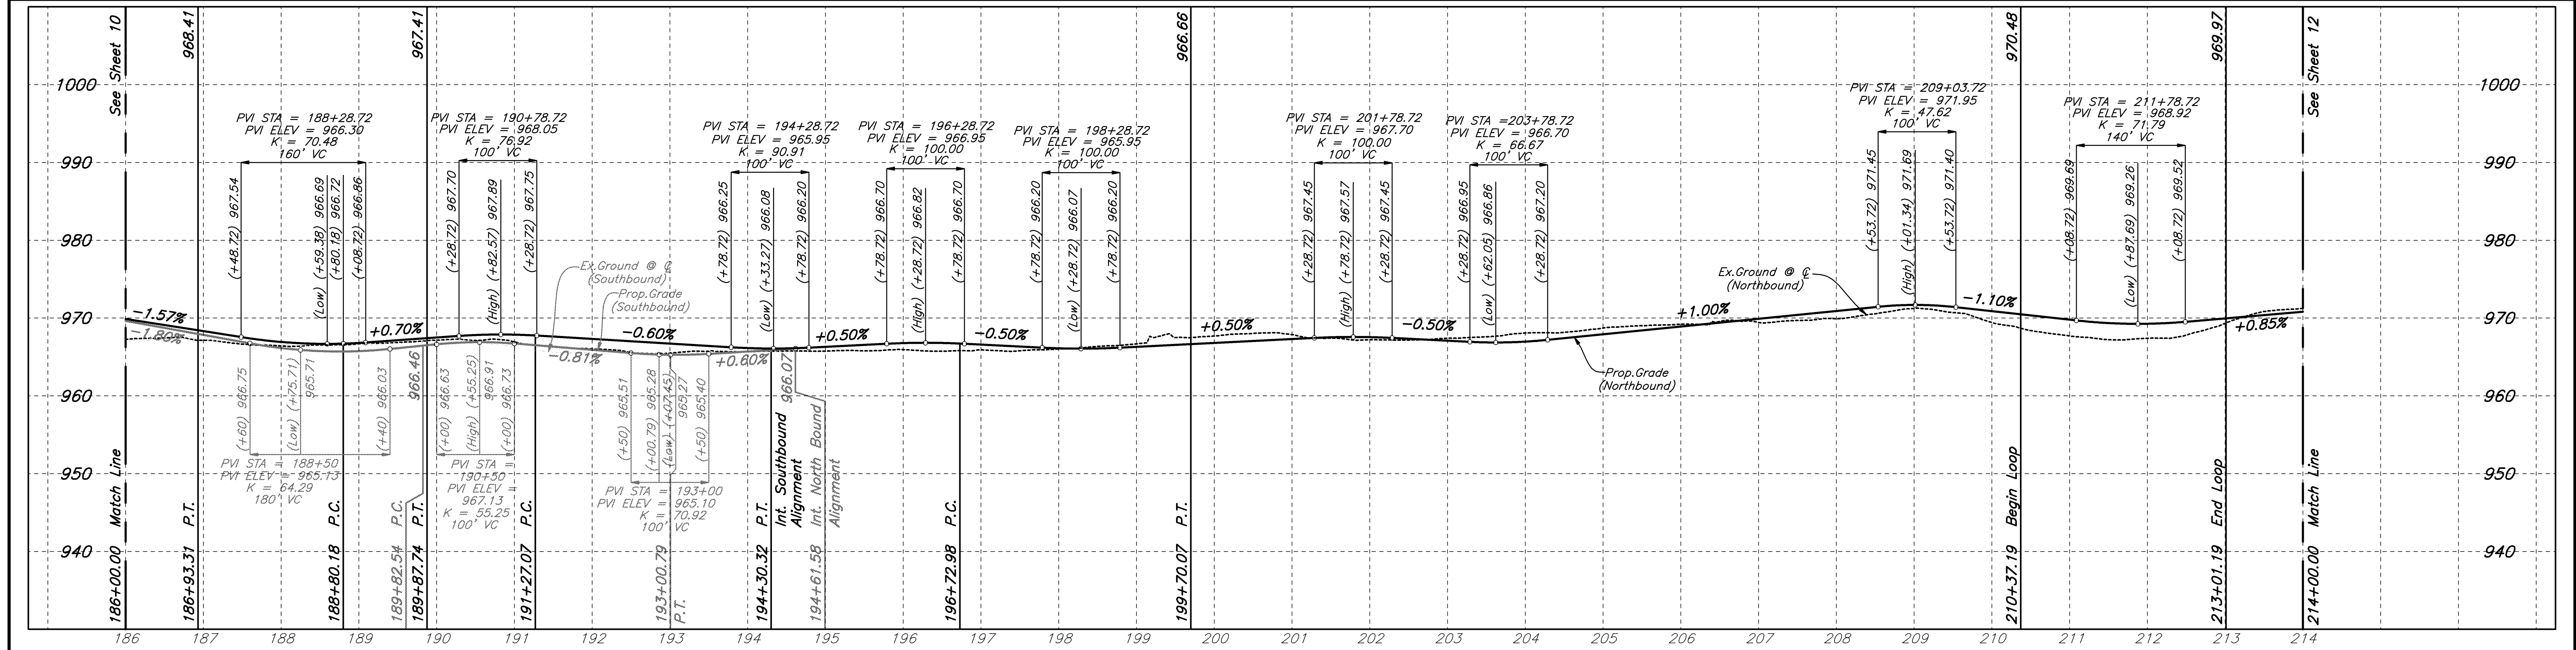 See Sheet 10
968.41
967.41
966.66
970.48
969.97
See Sheet 12
1000
1000
990
990
980
980
970
970
960
960
950
950
940
940
PVI STA = 188+28.72
PVI ELEV = 966.30
K = 70.48
160' VC
(+48.72) 967.54
(Low) (+59.38) 966.69
(+80.18) 966.72
(+08.72) 966.86
PVI STA = 190+78.72
PVI ELEV = 968.05
K = 76.92
100' VC
(+28.72) 967.70
(High) (+82.57) 967.89
(+28.72) 967.75
PVI STA = 194+28.72
PVI ELEV = 965.95
K = 90.91
100' VC
(+78.72) 966.25
(Low) (+33.27) 966.08
(+78.72) 966.20
PVI STA = 196+28.72
PVI ELEV = 966.95
K = 100.00
100' VC
(+78.72) 966.70
(High) (+28.72) 966.82
(+78.72) 966.70
PVI STA = 198+28.72
PVI ELEV = 965.95
K = 100.00
100' VC
(+78.72) 966.20
(Low) (+28.72) 966.07
(+78.72) 966.20
PVI STA = 201+78.72
PVI ELEV = 967.70
K = 100.00
100' VC
(+28.72) 967.45
(High) (+78.72) 967.57
(+28.72) 967.45
PVI STA =203+78.72
PVI ELEV = 966.70
K = 66.67
100' VC
(+28.72) 966.95
(Low) (+62.05) 966.86
(+28.72) 967.20
PVI STA = 209+03.72
PVI ELEV = 971.95
K = 47.62
100' VC
(+53.72) 971.45
(High) (+01.34) 971.69
(+53.72) 971.40
PVI STA = 211+78.72
PVI ELEV = 968.92
K = 71.79
140' VC
(+08.72) 969.69
(Low) (+87.69) 969.26
(+08.72) 969.52
Ex.Ground @ ℄
(Southbound)
Prop.Grade
(Southbound)
Ex.Ground @ ℄
(Northbound)
Prop.Grade
(Northbound)
-1.57%
-1.80%
+0.70%
-0.60%
-0.81%
+0.60%
+0.50%
-0.50%
+0.50%
-0.50%
+1.00%
-1.10%
+0.85%
(+60) 966.75
(Low) (+75.71)
965.71
(+40) 966.03
966.46
PVI STA = 188+50
PVI ELEV = 965.13
K = 64.29
180' VC
(+00) 966.63
(High) (+55.25)
966.91
(+00) 966.73
PVI STA =
190+50
PVI ELEV =
967.13
K = 55.25
100' VC
(+50) 965.51
(+00.79) 965.28
(Low) (+07.45)
965.27
(+50) 965.40
PVI STA = 193+00
PVI ELEV = 965.10
K = 70.92
100' VC
966.07
186+00.00 Match Line
186+93.31 P.T.
188+80.18 P.C.
189+82.54 P.C.
189+87.74 P.T.
191+27.07 P.C.
193+00.79
P.T.
194+30.32 P.T.
Int. Southbound
Alignment
194+61.58 Int. North Bound
Alignment
196+72.98 P.C.
199+70.07 P.T.
210+37.19 Begin Loop
213+01.19 End Loop
214+00.00 Match Line
186 187 188 189 190 191 192 193 194 195 196 197 198 199 200 201 202 203 204 205 206 207 208 209 210 211 212 213 214